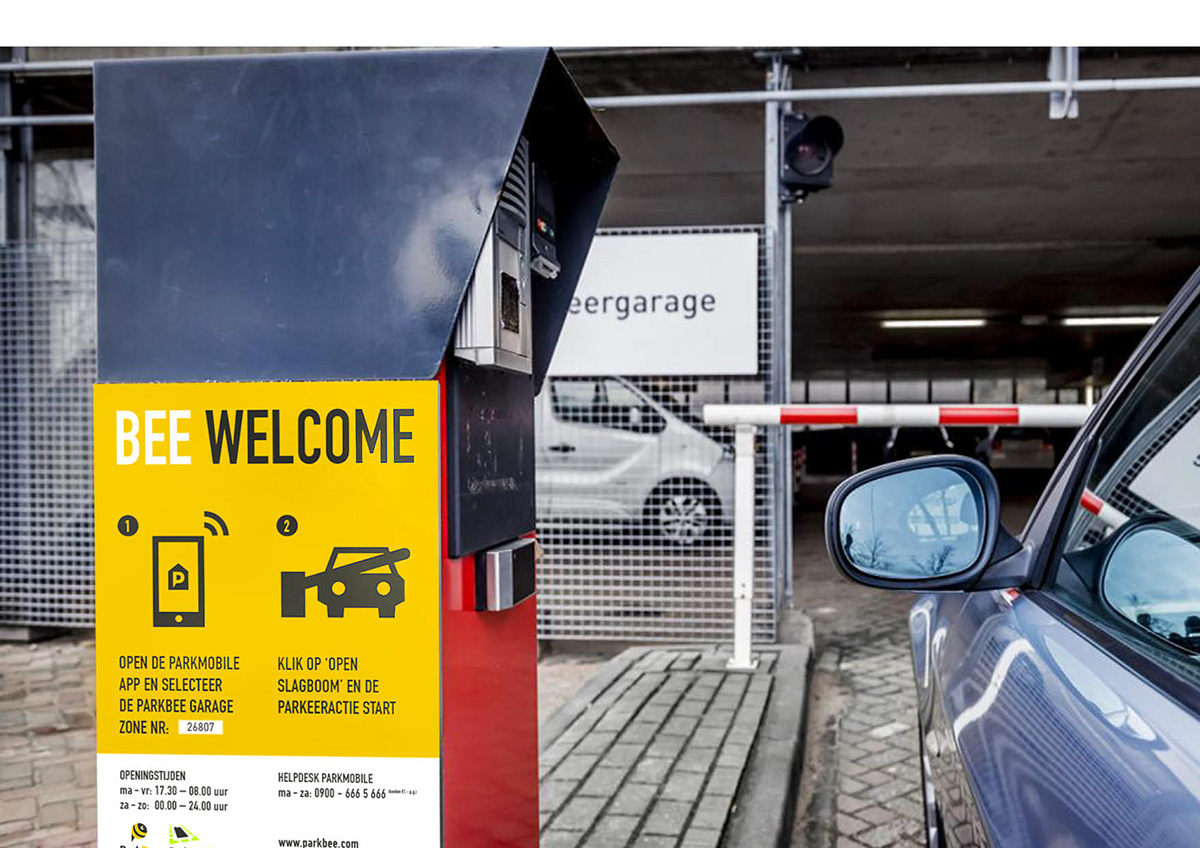 eergarage
BEE WELCOME
1
2
P
OPEN DE PARKMOBILE
APP EN SELECTEER
DE PARKBEE GARAGE
ZONE NR: 26807
KLIK OP 'OPEN
SLAGBOOM' EN DE
PARKEERACTIE START
OPENINGSTIJDEN
ma - vr: 17.30 – 08.00 uur
za - zo: 00.00 – 24.00 uur
HELPDESK PARKMOBILE
ma - za: 0900 - 666 5 666
www.parkbee.com